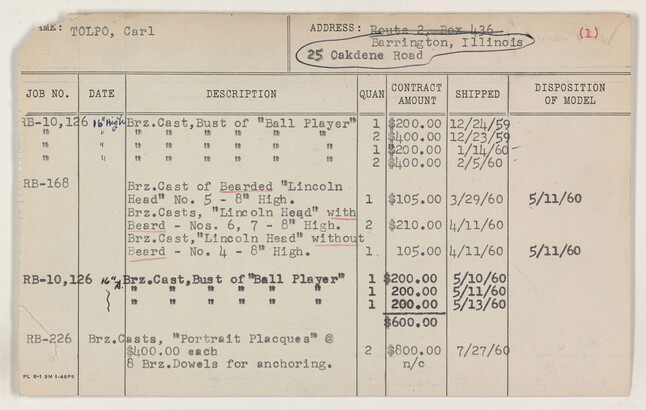 ME: TOLPO, Carl
ADDRESS: Route 2, Box 436
Barrington, Illinois
25 Oakdene Road
(1)
JOB NO. DATE DESCRIPTION QUAN CONTRACT AMOUNT SHIPPED DISPOSITION OF MODEL
RB-10,126 16" High Brz.Cast,Bust of "Ball Player" 1 $200.00 12/24/59
" " " " " " " " 2 $400.00 12/23/59
" " " " " " " " 1 $200.00 1/14/60
" " " " " " " " 2 $400.00 2/5/60
RB-168 Brz.Cast of Bearded "Lincoln
Head" No. 5 - 8" High. 1 $105.00 3/29/60 5/11/60
Brz.Casts, "Lincoln Head" with
Beard - Nos. 6, 7 - 8" High. 2 $210.00 4/11/60
Brz.Cast,"Lincoln Head" without
Beard - No. 4 - 8" High. 1 105.00 4/11/60 5/11/60
RB-10,126 16" H. Brz.Cast,Bust of "Ball Player" 1 $200.00 5/10/60
" " " " " " 1 200.00 5/11/60
" " " " " " 1 200.00 5/13/60
$600.00
RB-226 Brz.Casts, "Portrait Placques" @
$400.00 each 2 $800.00 7/27/60
8 Brz.Dowels for anchoring. n/c
PL 6-1 3M 1-48PS